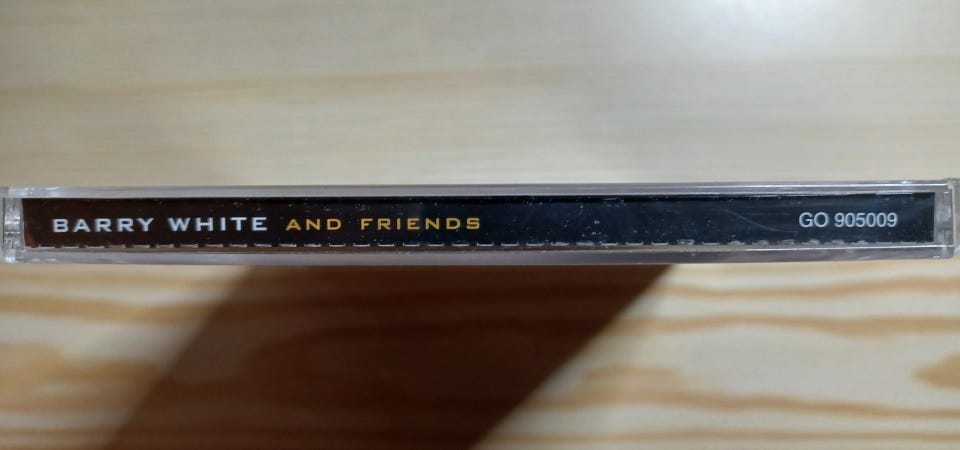 BARRY WHITE AND FRIENDS GO 905009